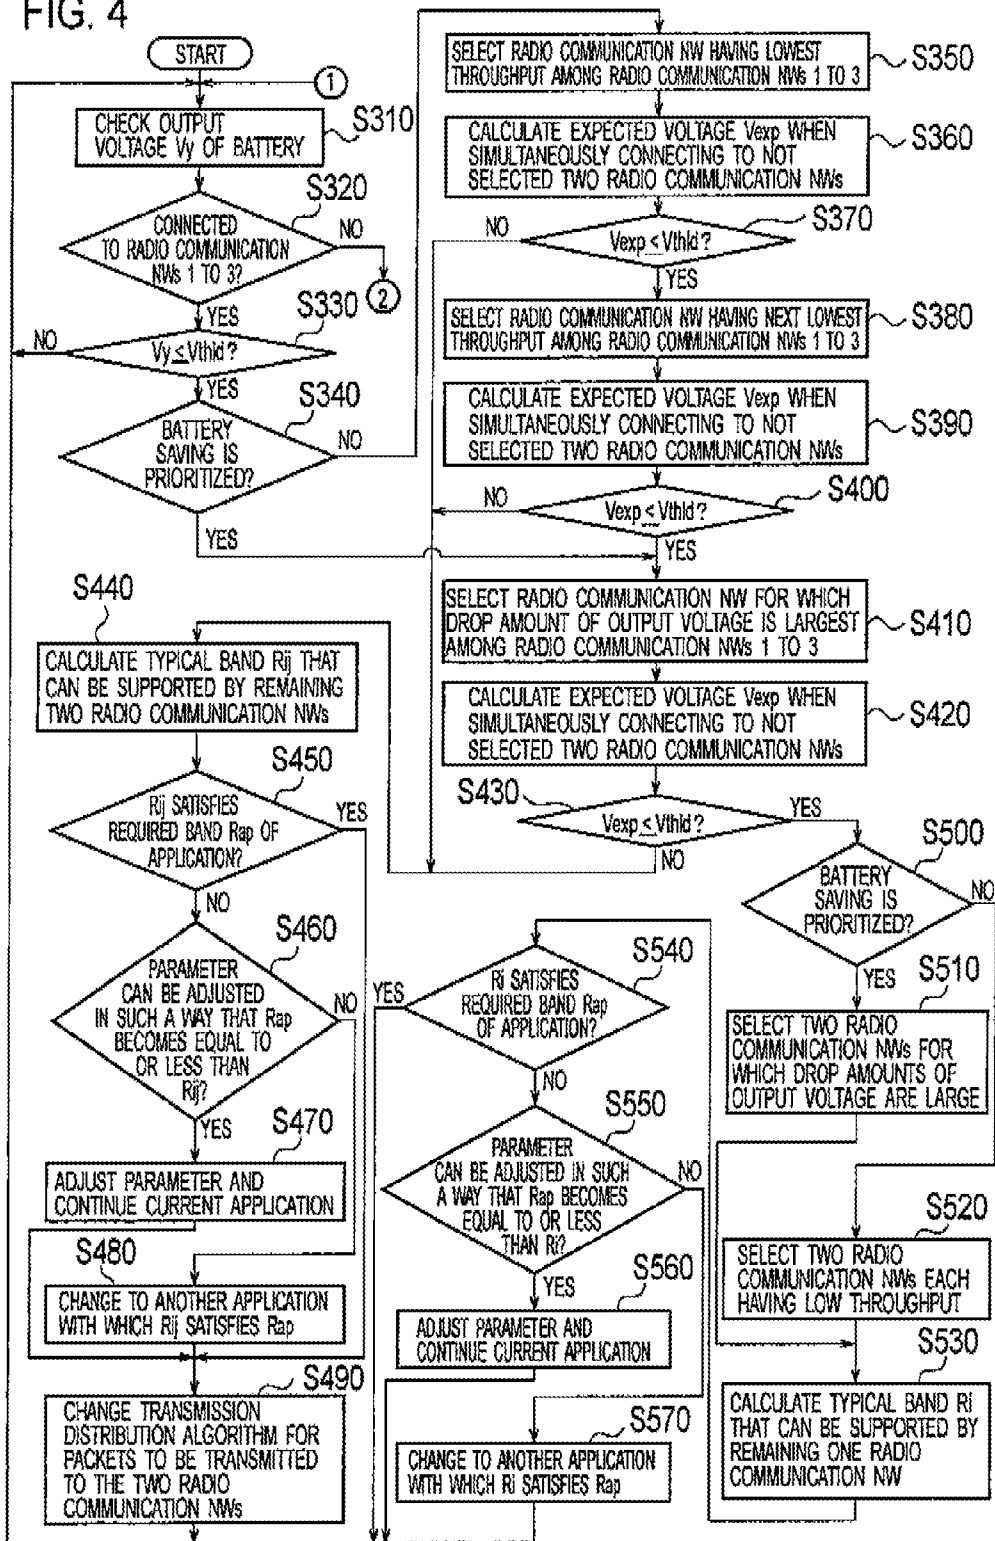 FIG. 4
START
1
CHECK OUTPUT
VOLTAGE Vy OF BATTERY
S310
CONNECTED
TO RADIO COMMUNICATION
NWs 1 TO 3?
S320
NO
2
YES
Vy ≤ Vthld?
S330
NO
YES
BATTERY
SAVING IS
PRIORITIZED?
S340
NO
YES
SELECT RADIO COMMUNICATION NW HAVING LOWEST
THROUGHPUT AMONG RADIO COMMUNICATION NWs 1 TO 3
S350
CALCULATE EXPECTED VOLTAGE Vexp WHEN
SIMULTANEOUSLY CONNECTING TO NOT
SELECTED TWO RADIO COMMUNICATION NWs
S360
Vexp ≤ Vthld?
S370
NO
YES
SELECT RADIO COMMUNICATION NW HAVING NEXT LOWEST
THROUGHPUT AMONG RADIO COMMUNICATION NWs 1 TO 3
S380
CALCULATE EXPECTED VOLTAGE Vexp WHEN
SIMULTANEOUSLY CONNECTING TO NOT
SELECTED TWO RADIO COMMUNICATION NWs
S390
Vexp ≤ Vthld?
S400
NO
YES
SELECT RADIO COMMUNICATION NW FOR WHICH
DROP AMOUNT OF OUTPUT VOLTAGE IS LARGEST
AMONG RADIO COMMUNICATION NWs 1 TO 3
S410
CALCULATE EXPECTED VOLTAGE Vexp WHEN
SIMULTANEOUSLY CONNECTING TO NOT
SELECTED TWO RADIO COMMUNICATION NWs
S420
Vexp ≤ Vthld?
S430
YES
NO
S440
CALCULATE TYPICAL BAND Rij THAT
CAN BE SUPPORTED BY REMAINING
TWO RADIO COMMUNICATION NWs
S450
Rij SATISFIES
REQUIRED BAND Rap OF
APPLICATION?
YES
NO
S460
PARAMETER
CAN BE ADJUSTED
IN SUCH A WAY THAT Rap
BECOMES EQUAL TO
OR LESS THAN
Rij?
NO
YES
S470
ADJUST PARAMETER AND
CONTINUE CURRENT APPLICATION
S480
CHANGE TO ANOTHER APPLICATION
WITH WHICH Rij SATISFIES Rap
S490
CHANGE TRANSMISSION
DISTRIBUTION ALGORITHM FOR
PACKETS TO BE TRANSMITTED
TO THE TWO RADIO
COMMUNICATION NWs
S500
BATTERY
SAVING IS
PRIORITIZED?
NO
YES
S510
SELECT TWO RADIO
COMMUNICATION NWs FOR
WHICH DROP AMOUNTS OF
OUTPUT VOLTAGE ARE LARGE
S520
SELECT TWO RADIO
COMMUNICATION NWs EACH
HAVING LOW THROUGHPUT
S530
CALCULATE TYPICAL BAND Ri
THAT CAN BE SUPPORTED BY
REMAINING ONE RADIO
COMMUNICATION NW
S540
Ri SATISFIES
REQUIRED BAND Rap
OF APPLICATION?
YES
NO
S550
PARAMETER
CAN BE ADJUSTED IN SUCH
A WAY THAT Rap BECOMES
EQUAL TO OR LESS
THAN Ri?
NO
YES
S560
ADJUST PARAMETER AND
CONTINUE CURRENT APPLICATION
S570
CHANGE TO ANOTHER APPLICATION
WITH WHICH Ri SATISFIES Rap